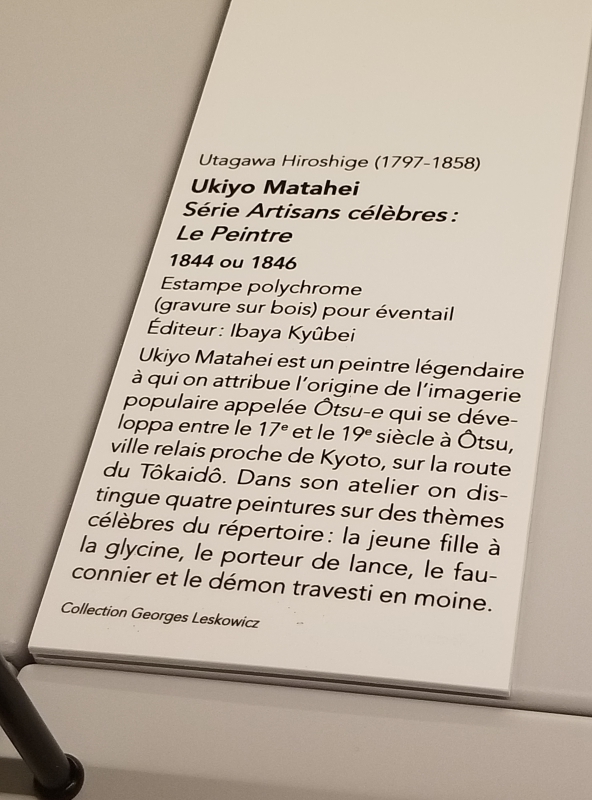 Utagawa Hiroshige (1797-1858)
Ukiyo Matahei
Série Artisans célèbres :
Le Peintre
1844 ou 1846
Estampe polychrome
(gravure sur bois) pour éventail
Éditeur : Ibaya Kyûbei
Ukiyo Matahei est un peintre légendaire
à qui on attribue l'origine de l'imagerie
populaire appelée Ôtsu-e qui se déve-
loppa entre le 17e et le 19e siècle à Ôtsu,
ville relais proche de Kyoto, sur la route
du Tôkaidô. Dans son atelier on dis-
tingue quatre peintures sur des thèmes
célèbres du répertoire : la jeune fille à
la glycine, le porteur de lance, le fau-
connier et le démon travesti en moine.
Collection Georges Leskowicz